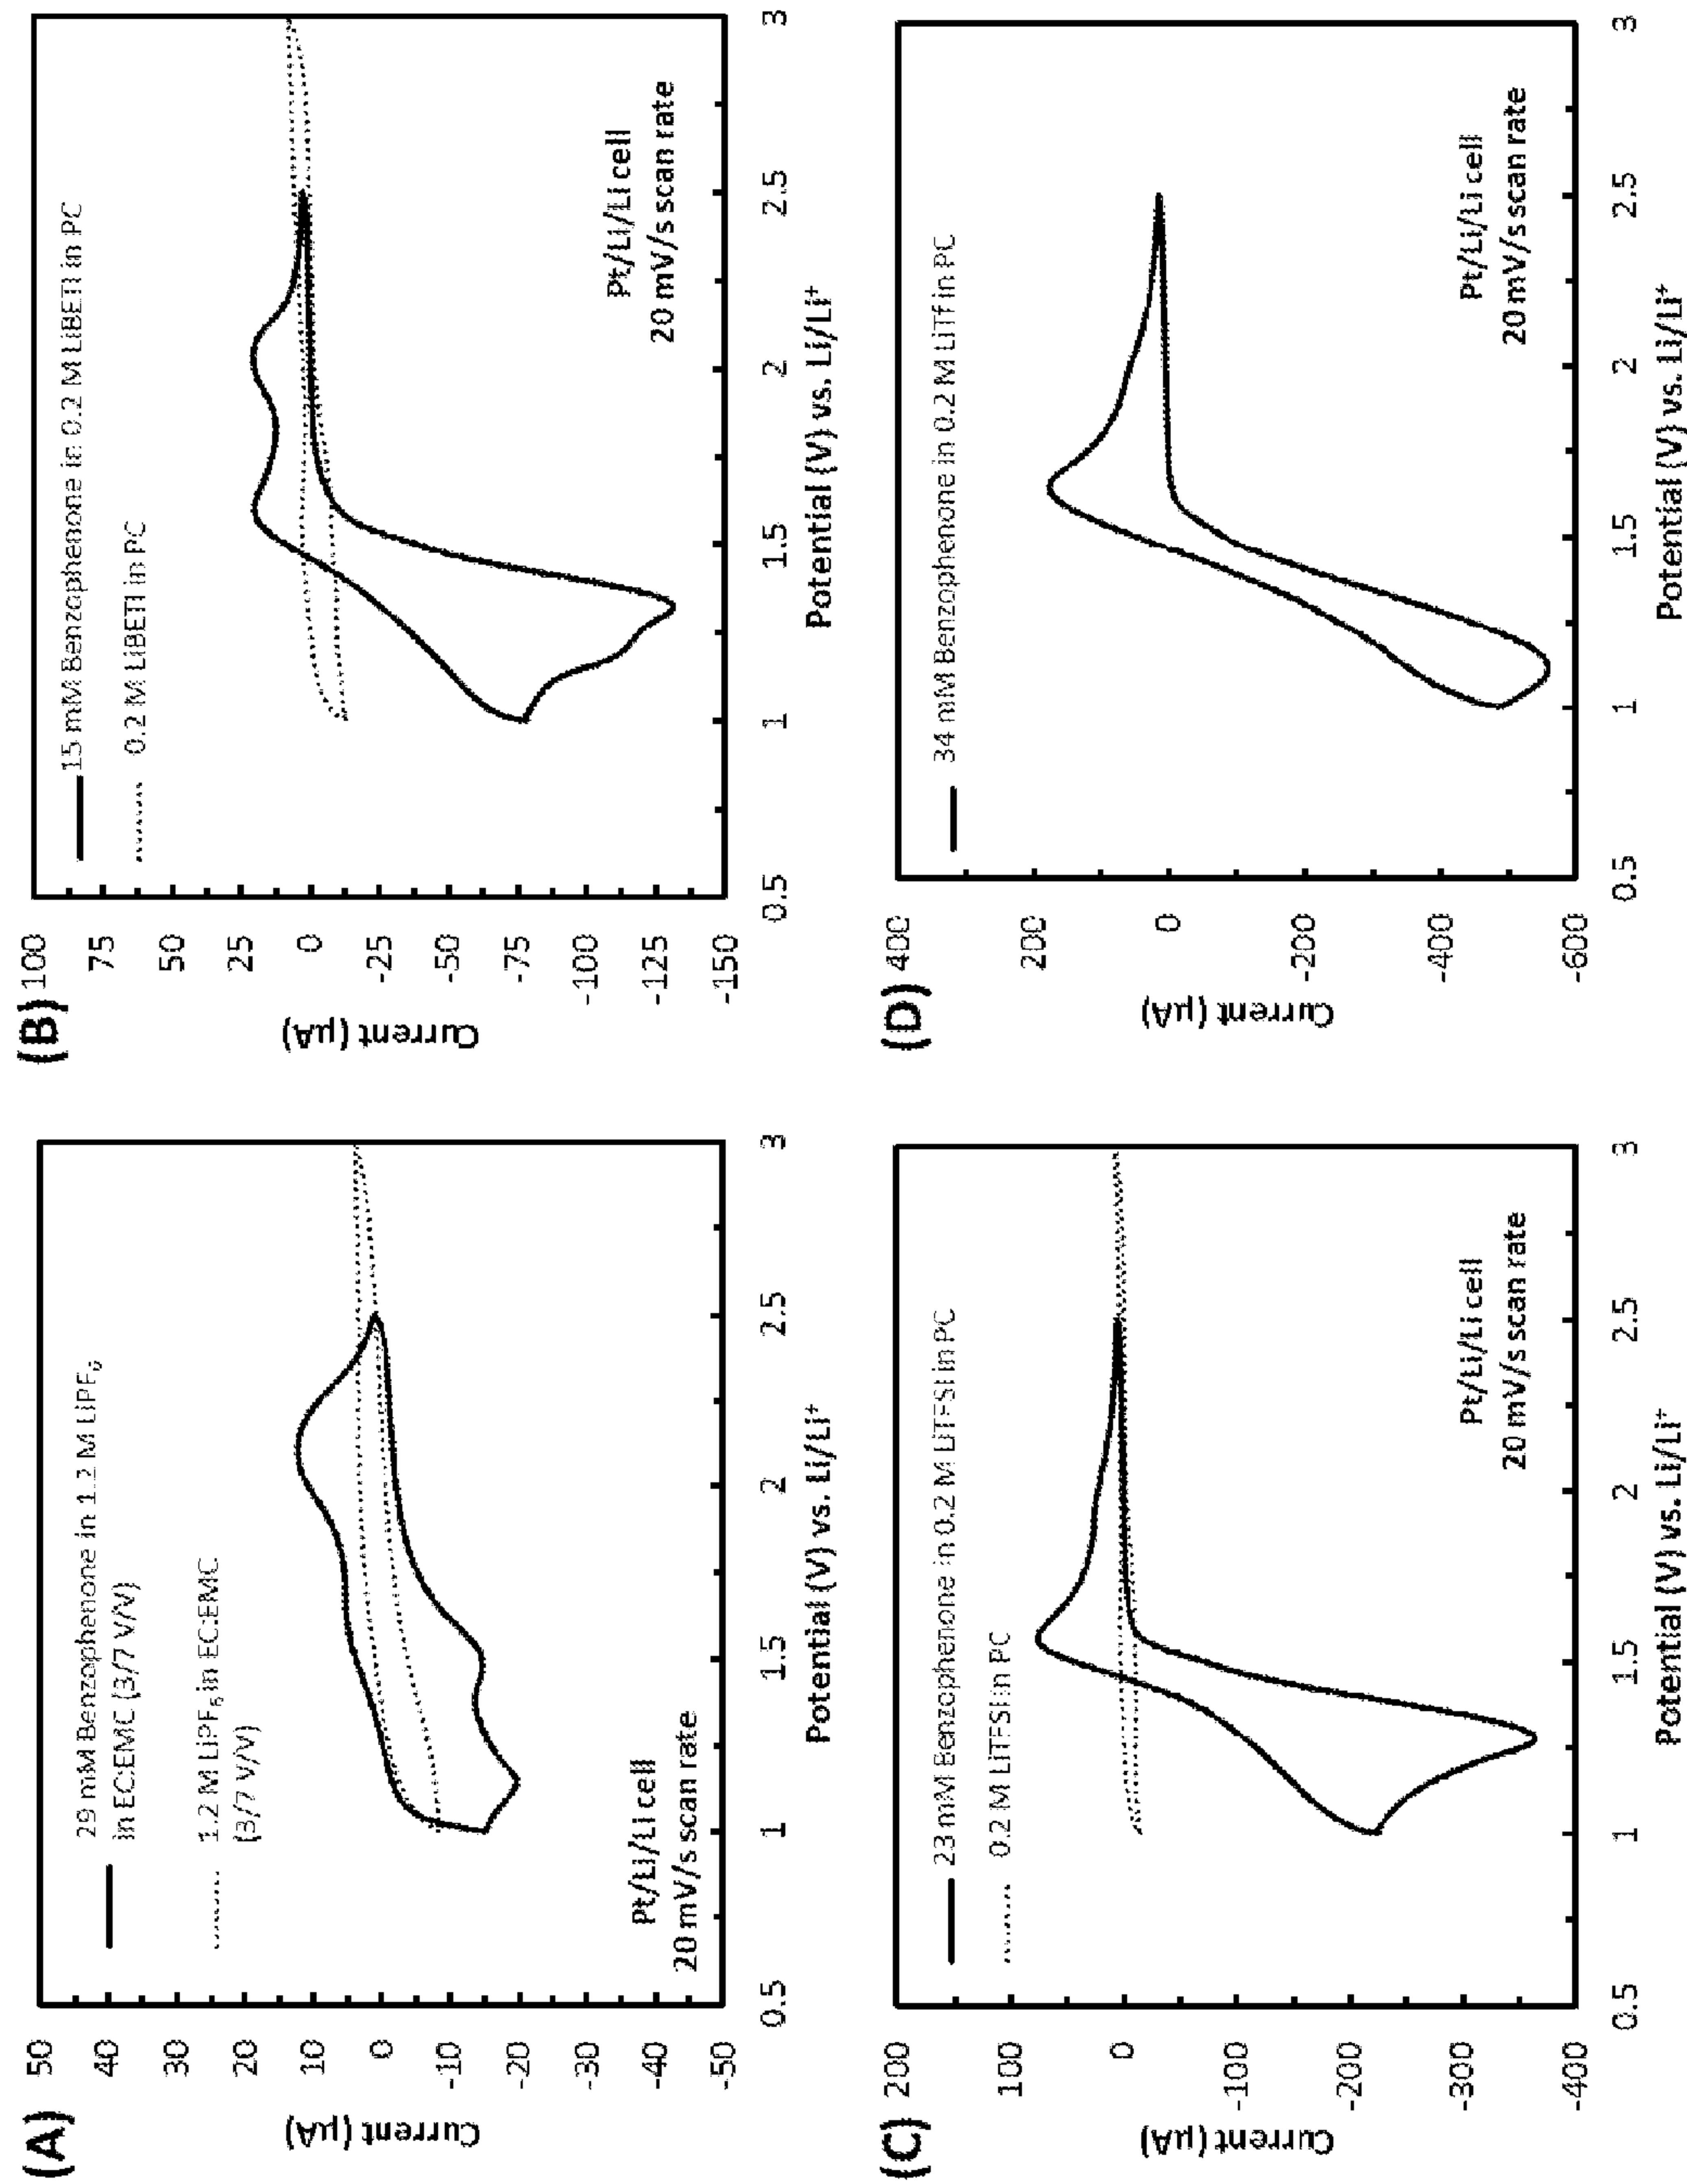 (A)
50
40
30
20
10
0
-10
-20
-30
-40
-50
Current (µA)
29 mM Benzophenone in 1.2 M LiPF6
in EC:EMC (3/7 V/V)
1.2 M LiPF6 in EC:EMC
(3/7 V/V)
Pt/Li/Li cell
20 mV/s scan rate
0.5 1 1.5 2 2.5 3
Potential (V) vs. Li/Li+
(B)
100
75
50
25
0
-25
-50
-75
-100
-125
-150
Current (µA)
15 mM Benzophenone in 0.2 M LiBETI in PC
0.2 M LiBETI in PC
Pt/Li/Li cell
20 mV/s scan rate
0.5 1 1.5 2 2.5 3
Potential (V) vs. Li/Li+
(C)
200
100
0
-100
-200
-300
-400
Current (µA)
23 mM Benzophenone in 0.2 M LiTFSI in PC
0.2 M LiTFSI in PC
Pt/Li/Li cell
20 mV/s scan rate
0.5 1 1.5 2 2.5 3
Potential (V) vs. Li/Li+
(D)
400
200
0
-200
-400
-600
Current (µA)
34 mM Benzophenone in 0.2 M LiTf in PC
Pt/Li/Li cell
20 mV/s scan rate
0.5 1 1.5 2 2.5 3
Potential (V) vs. Li/Li+